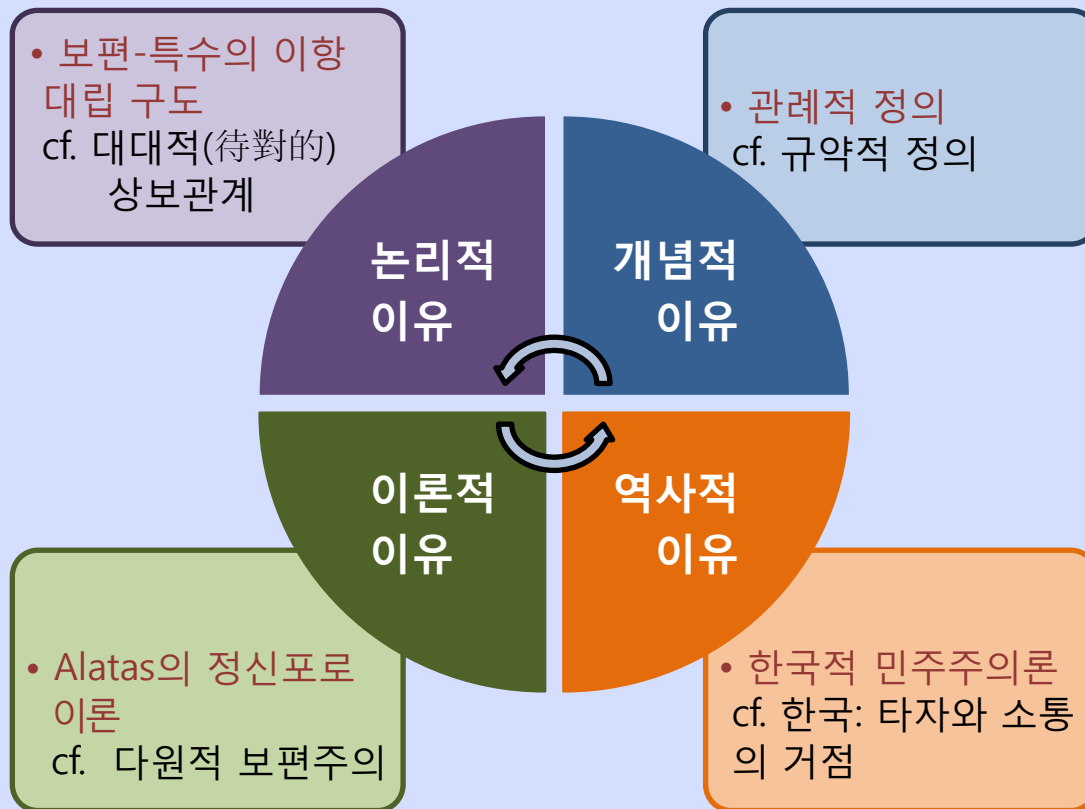 • 보편-특수의 이항
대립 구도
cf. 대대적(待對的)
상보관계
• 관례적 정의
cf. 규약적 정의
논리적
이유
개념적
이유
이론적
이유
역사적
이유
• Alatas의 정신포로
이론
cf. 다원적 보편주의
• 한국적 민주주의론
cf. 한국: 타자와 소통
의 거점